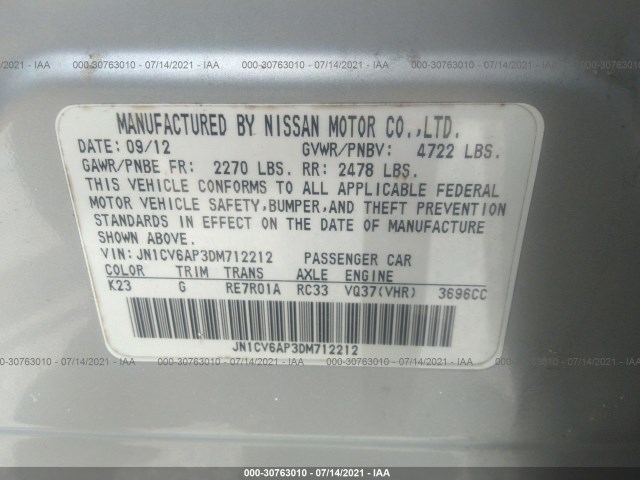 07/14/2021 - IAA 000-30763010 - 07/14/2021 - IAA 000-30763010 - 07/14/2021 - IAA
MANUFACTURED BY NISSAN MOTOR CO.,LTD.
DATE: 09/12 GVWR/PNBV: 4722 LBS.
GAWR/PNBE FR: 2270 LBS. RR: 2478 LBS.
THIS VEHICLE CONFORMS TO ALL APPLICABLE FEDERAL
MOTOR VEHICLE SAFETY,BUMPER,AND THEFT PREVENTION
STANDARDS IN EFFECT ON THE DATE OF MANUFACTURE
SHOWN ABOVE.
VIN: JN1CV6AP3DM712212 PASSENGER CAR
COLOR TRIM TRANS AXLE ENGINE
K23 G RE7R01A RC33 VQ37(VHR) 3696CC
JN1CV6AP3DM712212
07/14/2021 - IAA 000-30763010 - 07/14/2021 - IAA 000-30763010 - 07/14/2021 - IAA
000-30763010 - 07/14/2021 - IAA